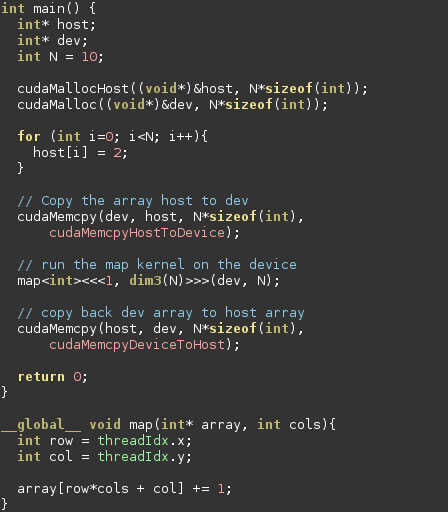 int main() {
  int* host;
  int* dev;
  int N = 10;

  cudaMallocHost((void*)&host, N*sizeof(int));
  cudaMalloc((void*)&dev, N*sizeof(int));

  for (int i=0; i<N; i++){
    host[i] = 2;
  }

  // Copy the array host to dev
  cudaMemcpy(dev, host, N*sizeof(int),
      cudaMemcpyHostToDevice);

  // run the map kernel on the device
  map<int><<<1, dim3(N)>>>(dev, N);

  // copy back dev array to host array
  cudaMemcpy(host, dev, N*sizeof(int),
      cudaMemcpyDeviceToHost);

  return 0;
}

__global__ void map(int* array, int cols){
  int row = threadIdx.x;
  int col = threadIdx.y;

  array[row*cols + col] += 1;
}